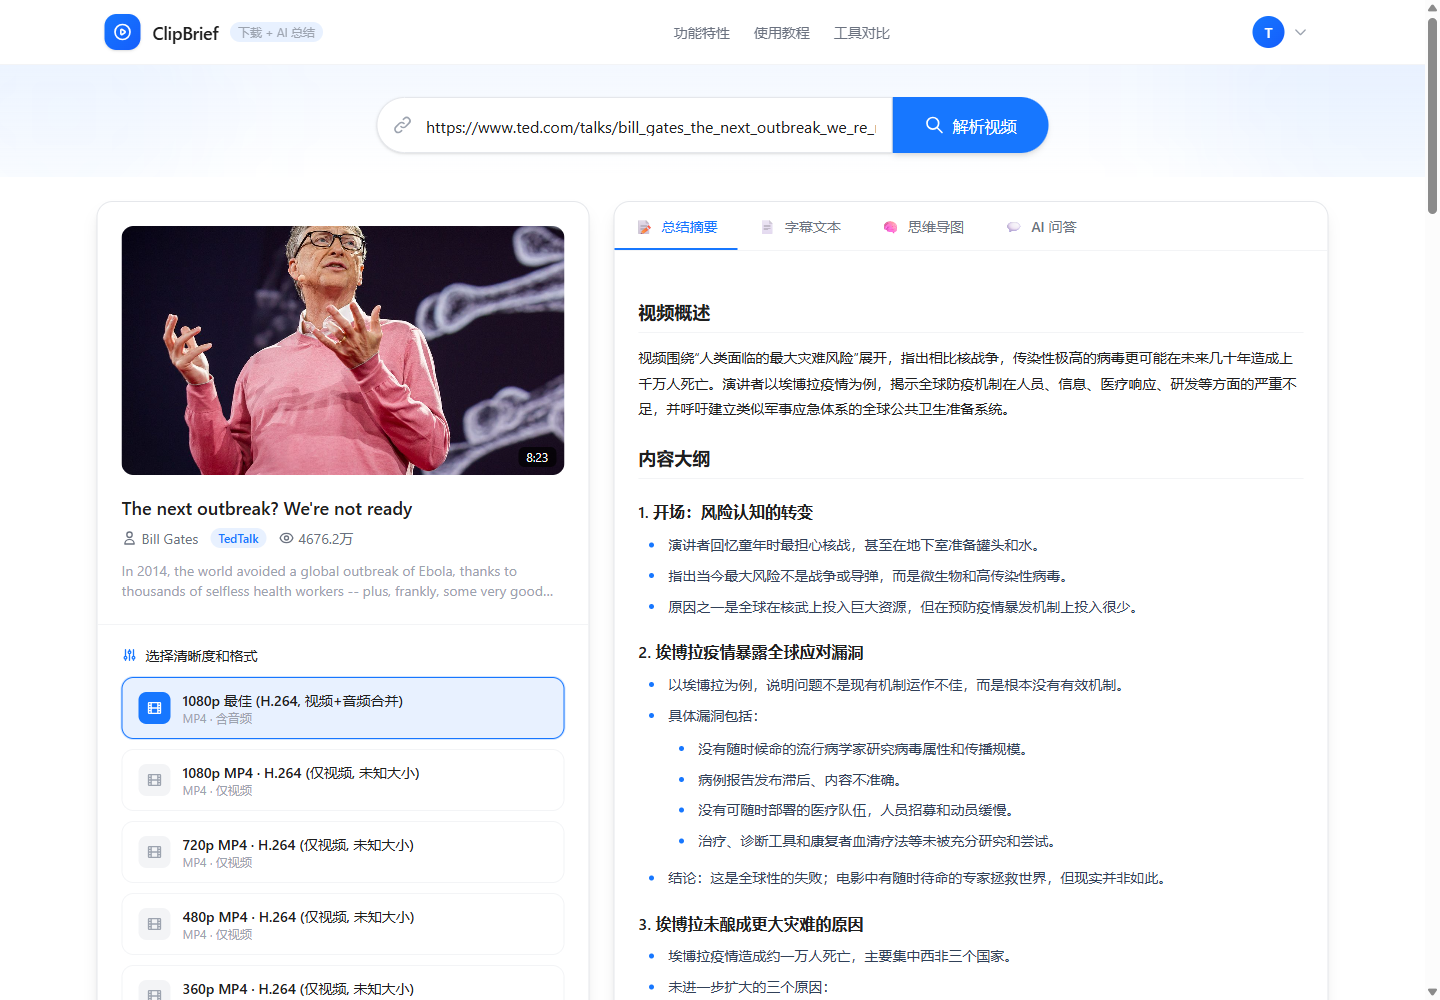 ClipBrief
下载 + AI 总结
功能特性
使用教程
工具对比
T
https://www.ted.com/talks/bill_gates_the_next_outbreak_we_re_
解析视频
8:23
The next outbreak? We're not ready
Bill Gates
TedTalk
4676.2万
In 2014, the world avoided a global outbreak of Ebola, thanks to
thousands of selfless health workers -- plus, frankly, some very good...
选择清晰度和格式
1080p 最佳 (H.264, 视频+音频合并)
MP4 · 含音频
1080p MP4 · H.264 (仅视频, 未知大小)
MP4 · 仅视频
720p MP4 · H.264 (仅视频, 未知大小)
MP4 · 仅视频
480p MP4 · H.264 (仅视频, 未知大小)
MP4 · 仅视频
360p MP4 · H.264 (仅视频, 未知大小)
总结摘要
字幕文本
思维导图
AI 问答
视频概述
视频围绕“人类面临的最大灾难风险”展开，指出相比核战争，传染性极高的病毒更可能在未来几十年造成上
千万人死亡。演讲者以埃博拉疫情为例，揭示全球防疫机制在人员、信息、医疗响应、研发等方面的严重不
足，并呼吁建立类似军事应急体系的全球公共卫生准备系统。
内容大纲
1. 开场：风险认知的转变
演讲者回忆童年时最担心核战，甚至在地下室准备罐头和水。
指出当今最大风险不是战争或导弹，而是微生物和高传染性病毒。
原因之一是全球在核武上投入巨大资源，但在预防疫情暴发机制上投入很少。
2. 埃博拉疫情暴露全球应对漏洞
以埃博拉为例，说明问题不是现有机制运作不佳，而是根本没有有效机制。
具体漏洞包括：
没有随时候命的流行病学家研究病毒属性和传播规模。
病例报告发布滞后、内容不准确。
没有可随时部署的医疗队伍，人员招募和动员缓慢。
治疗、诊断工具和康复者血清疗法等未被充分研究和尝试。
结论：这是全球性的失败；电影中有随时待命的专家拯救世界，但现实并非如此。
3. 埃博拉未酿成更大灾难的原因
埃博拉疫情造成约一万人死亡，主要集中西非三个国家。
未进一步扩大的三个原因：